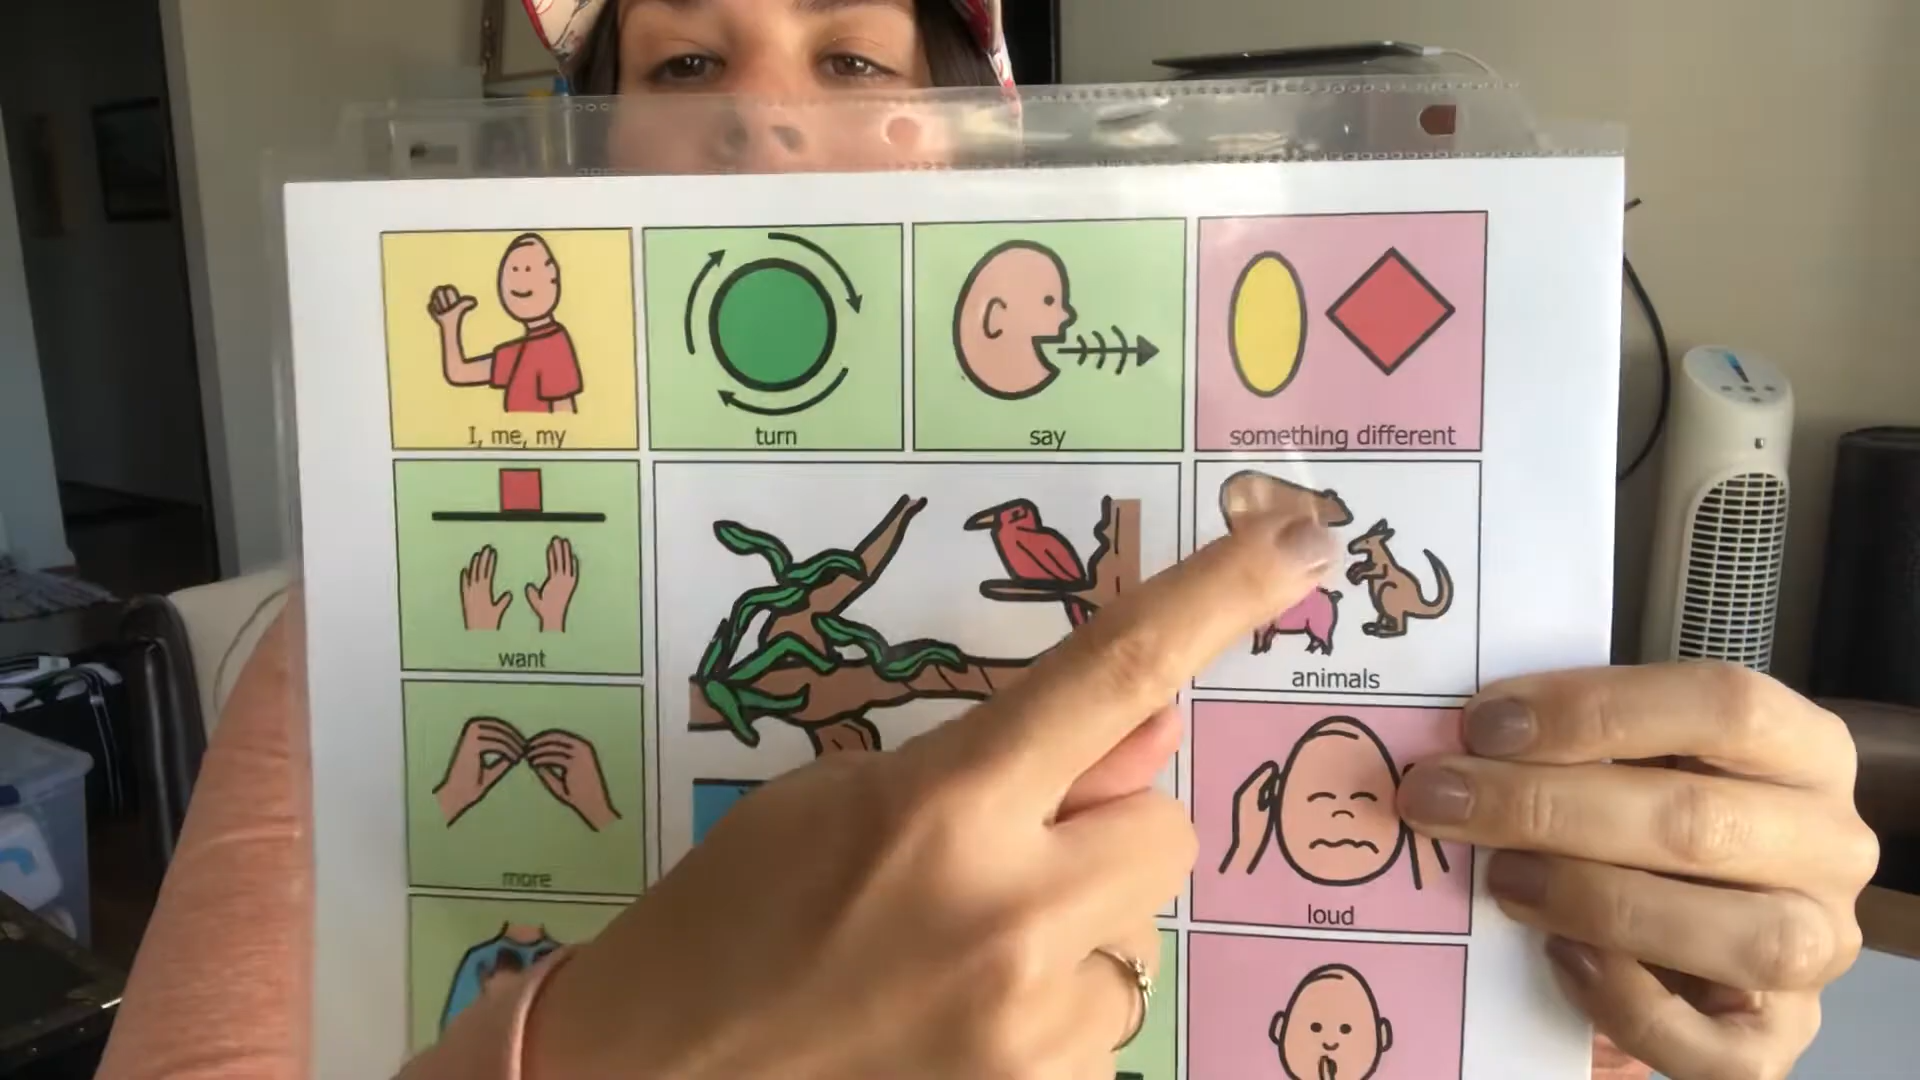 I, me, my
turn
say
something different
want
animals
more
loud